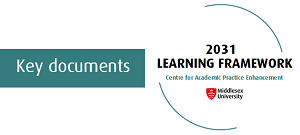 Key documents
2031
LEARNING FRAMEWORK
Centre for Academic Practice Enhancement
Middlesex
University